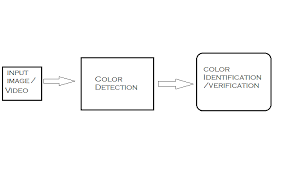 INPUT
IMAGE /
VIDEO
COLOR
DETECTION
COLOR
IDENTIFICATION
/VERIFICATION